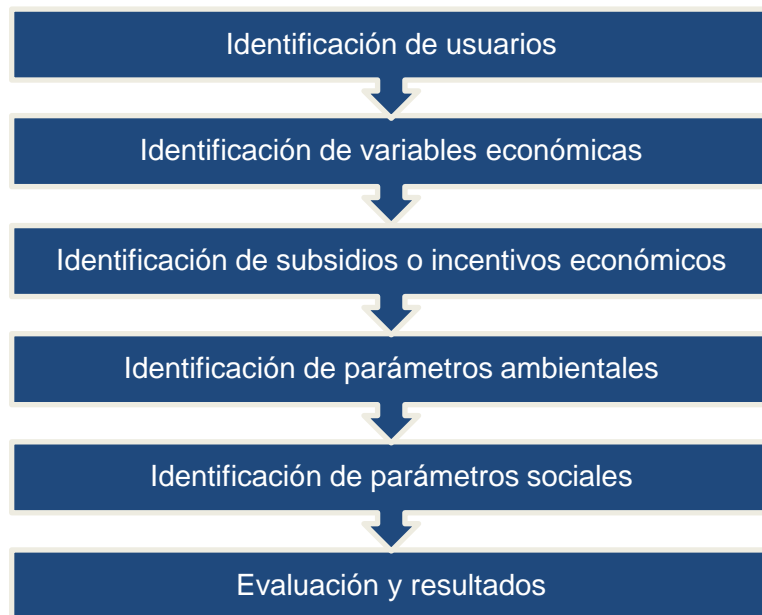 Identificación de usuarios
Identificación de variables económicas
Identificación de subsidios o incentivos económicos
Identificación de parámetros ambientales
Identificación de parámetros sociales
Evaluación y resultados